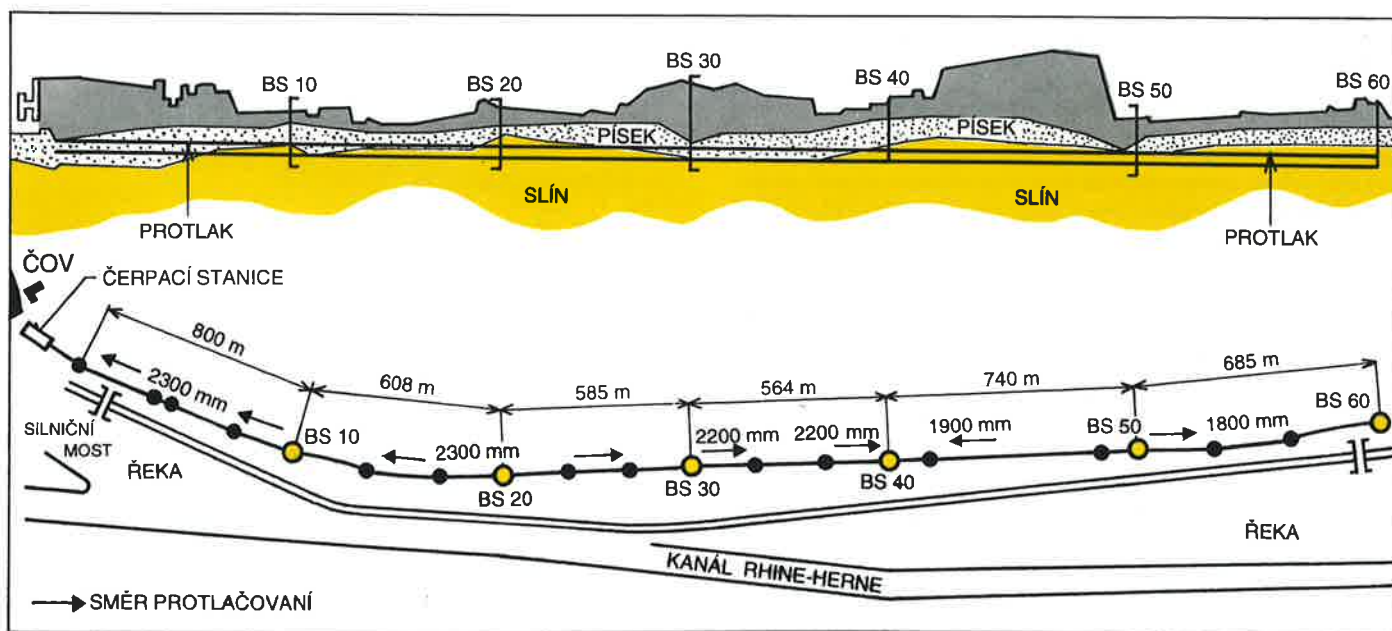 BS 10
BS 20
BS 30
BS 40
BS 50
BS 60
PÍSEK
PÍSEK
SLÍN
SLÍN
PROTLAK
PROTLAK
ČOV
ČERPACÍ STANICE
800 m
608 m
585 m
564 m
740 m
685 m
2300 mm
2300 mm
2200 mm
2200 mm
1900 mm
1800 mm
BS 10
BS 20
BS 30
BS 40
BS 50
BS 60
SILNIČNÍ
MOST
ŘEKA
ŘEKA
KANÁL RHINE-HERNE
SMĚR PROTLAČOVANÍ